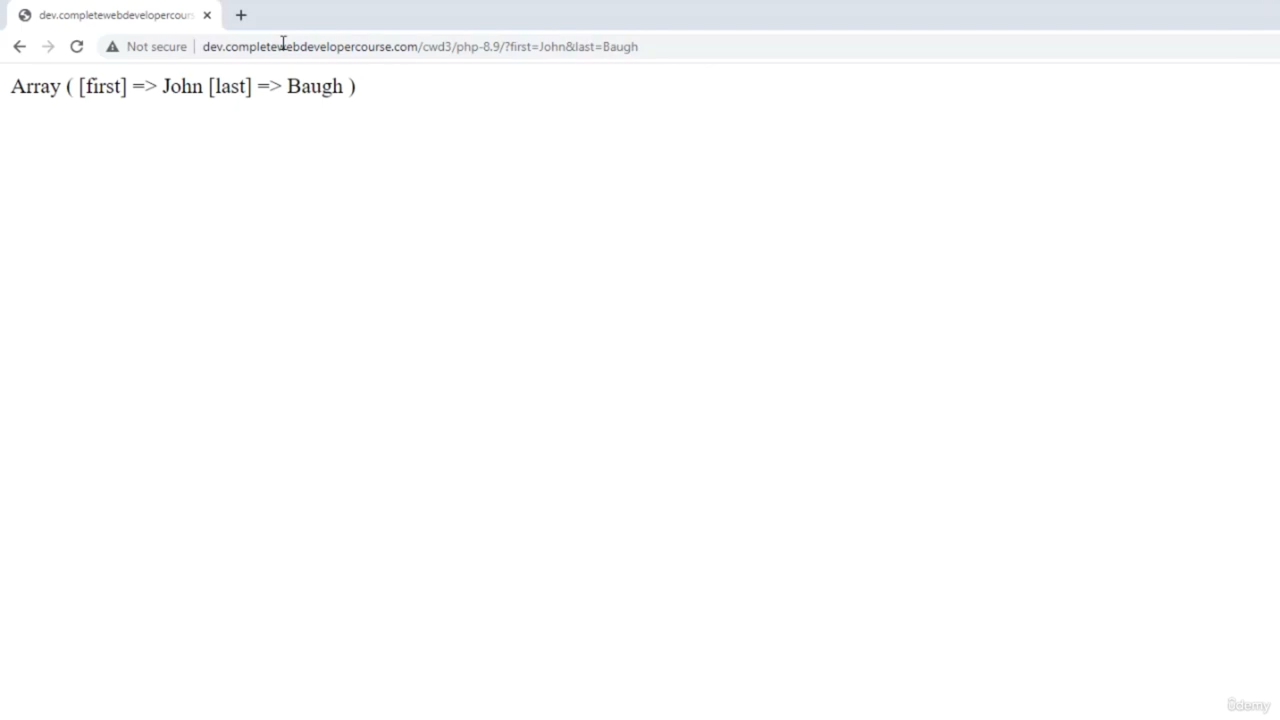 dev.completewebdevelopercour
Not secure
dev.completewebdevelopercourse.com/cwd3/php-8.9/?first=John&last=Baugh
Array ( [first] => John [last] => Baugh )
ûdemy